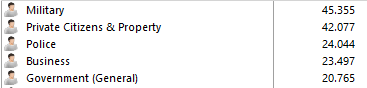 Military 45.355
Private Citizens & Property 42.077
Police 24.044
Business 23.497
Government (General) 20.765